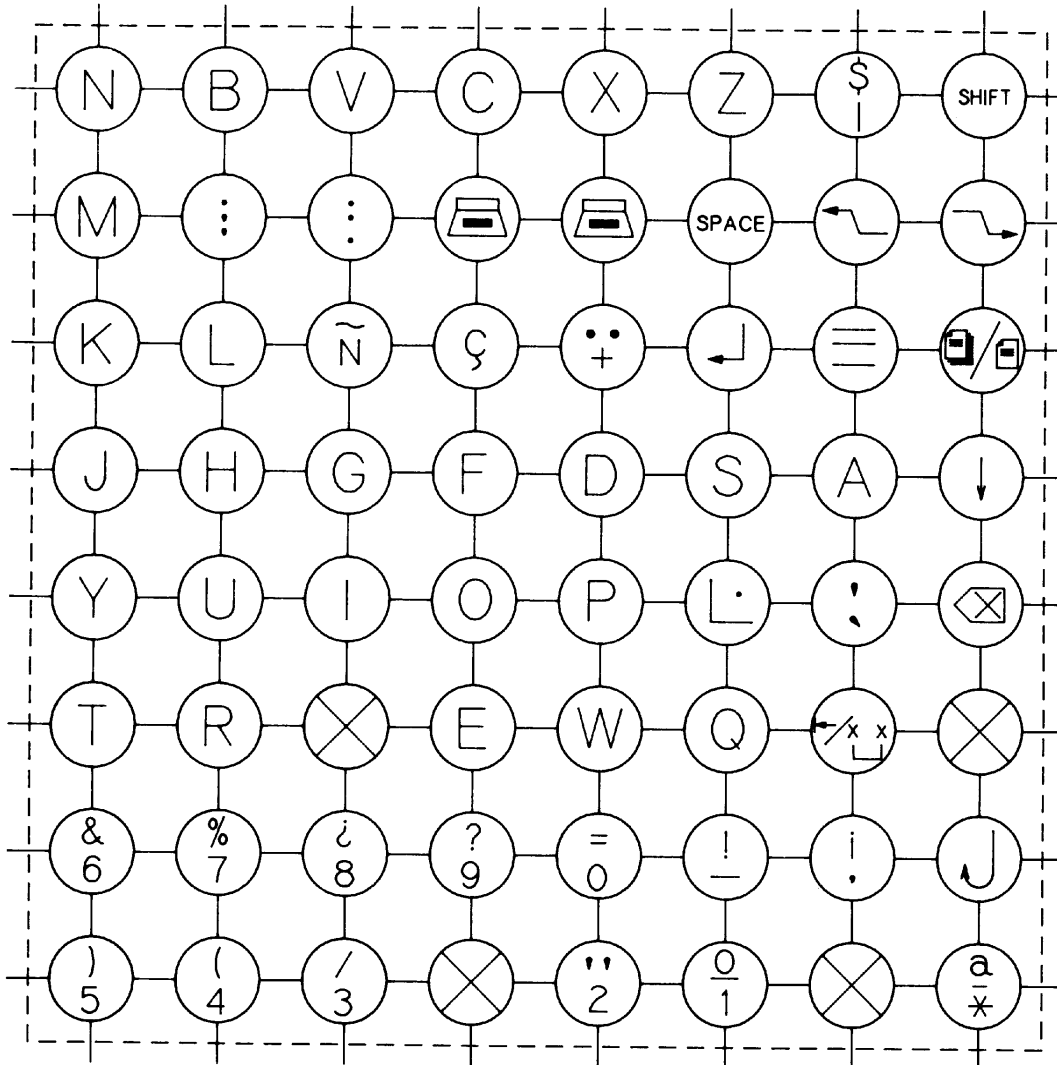 N B V C X Z $ | SHIFT
M ; : SPACE
K L Ñ Ç ¨ +
J H G F D S A
Y U I O P
T R E W Q x x
& 6 % 7 ¿ 8 ? 9 = 0 ! _ ¡ ,
) 5 ( 4 / 3 " 2 º 1 ª *